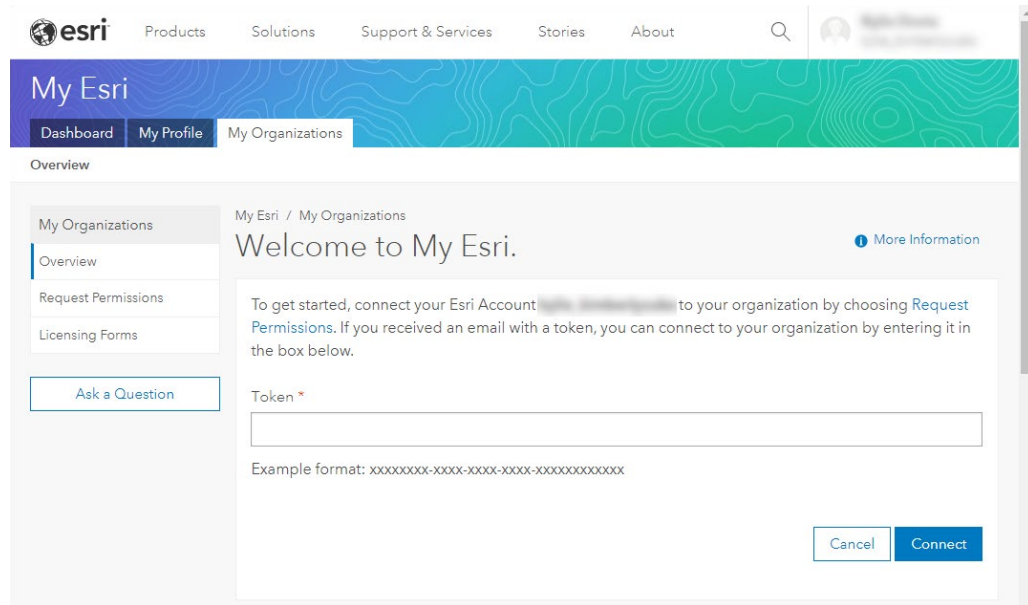 esri
Products
Solutions
Support & Services
Stories
About
My Esri
Dashboard
My Profile
My Organizations
Overview
My Organizations
Overview
Request Permissions
Licensing Forms
Ask a Question
My Esri / My Organizations
Welcome to My Esri.
More Information
To get started, connect your Esri Account to your organization by choosing Request
Permissions. If you received an email with a token, you can connect to your organization by entering it in
the box below.
Token *
Example format: xxxxxxxx-xxxx-xxxx-xxxx-xxxxxxxxxxxx
Cancel
Connect